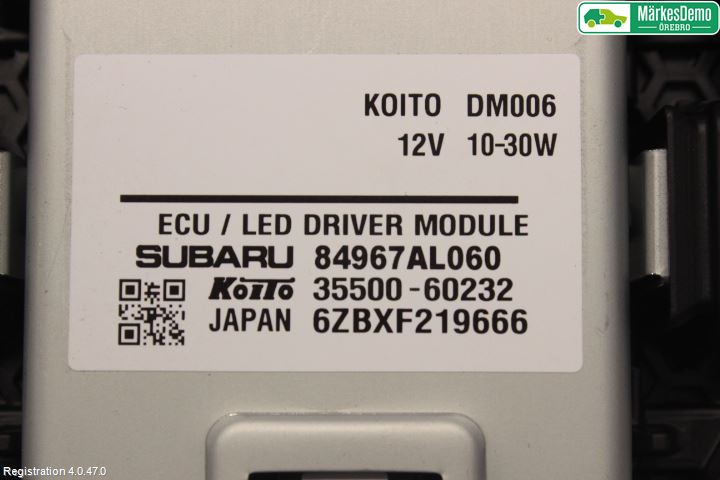 MärkesDemo
ÖREBRO
KOITO DM006
12V 10-30W
ECU / LED DRIVER MODULE
SUBARU 84967AL060
KOITO 35500-60232
JAPAN 6ZBXF219666
Registration 4.0.47.0